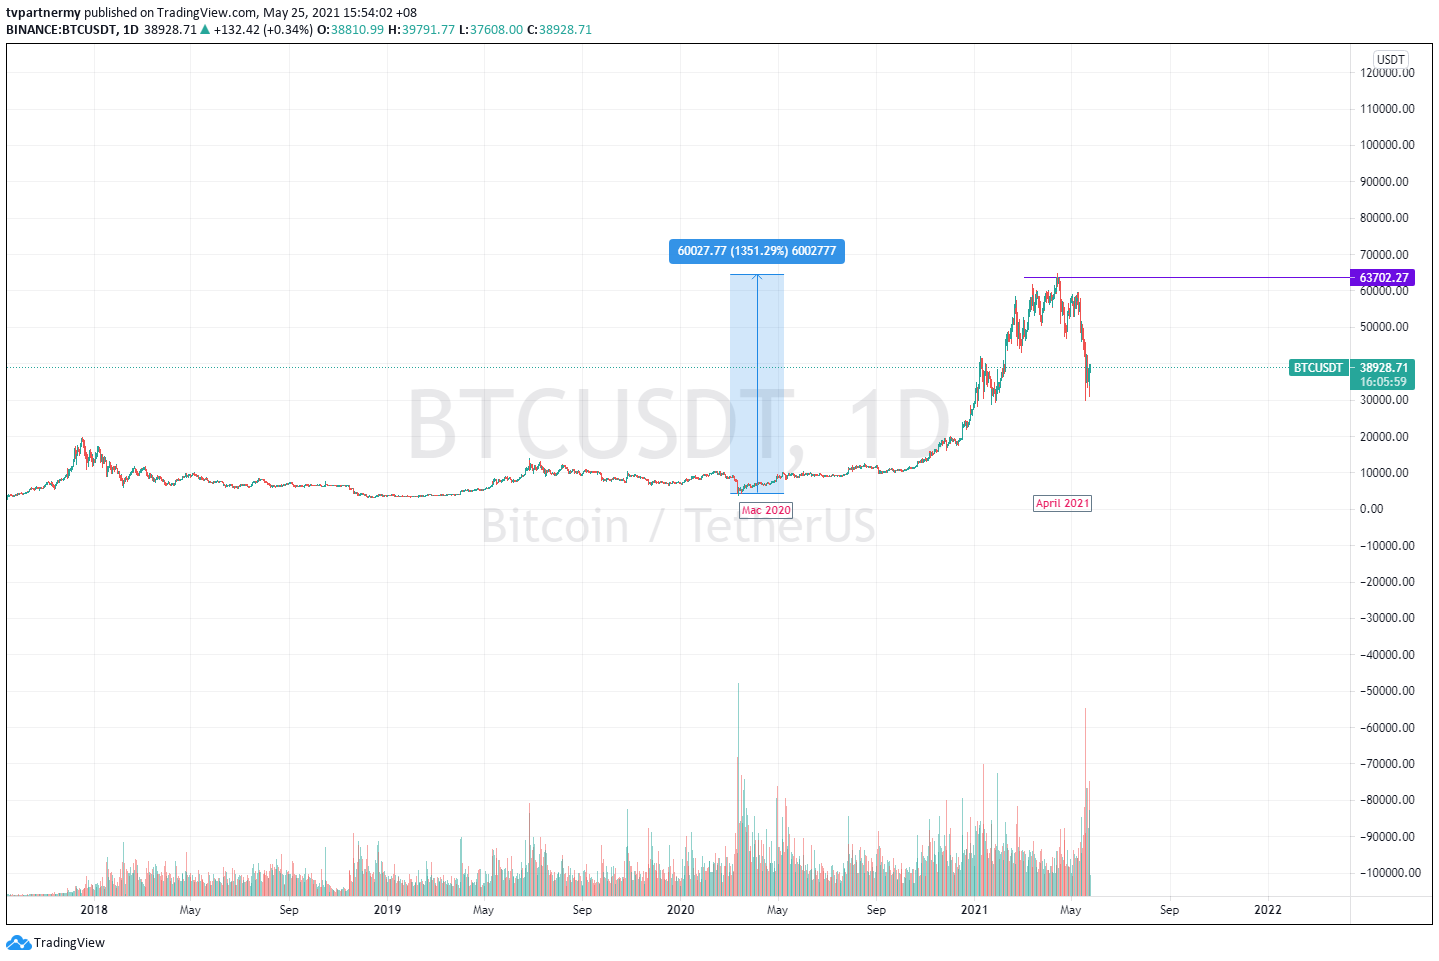 tvpartnermy published on TradingView.com, May 25, 2021 15:54:02 +08
BINANCE:BTCUSDT, 1D 38928.71 ▲ +132.42 (+0.34%) O:38810.99 H:39791.77 L:37608.00 C:38928.71
USDT
120000.00
110000.00
100000.00
90000.00
80000.00
70000.00
60027.77 (1351.29%) 6002777
63702.27
60000.00
50000.00
BTCUSDT 38928.71
16:05:59
30000.00
BTCUSDT, 1D
20000.00
10000.00
Mac 2020
April 2021
0.00
Bitcoin / TetherUS
−10000.00
−20000.00
−30000.00
−40000.00
−50000.00
−60000.00
−70000.00
−80000.00
−90000.00
−100000.00
2018 May Sep 2019 May Sep 2020 May Sep 2021 May Sep 2022
TradingView